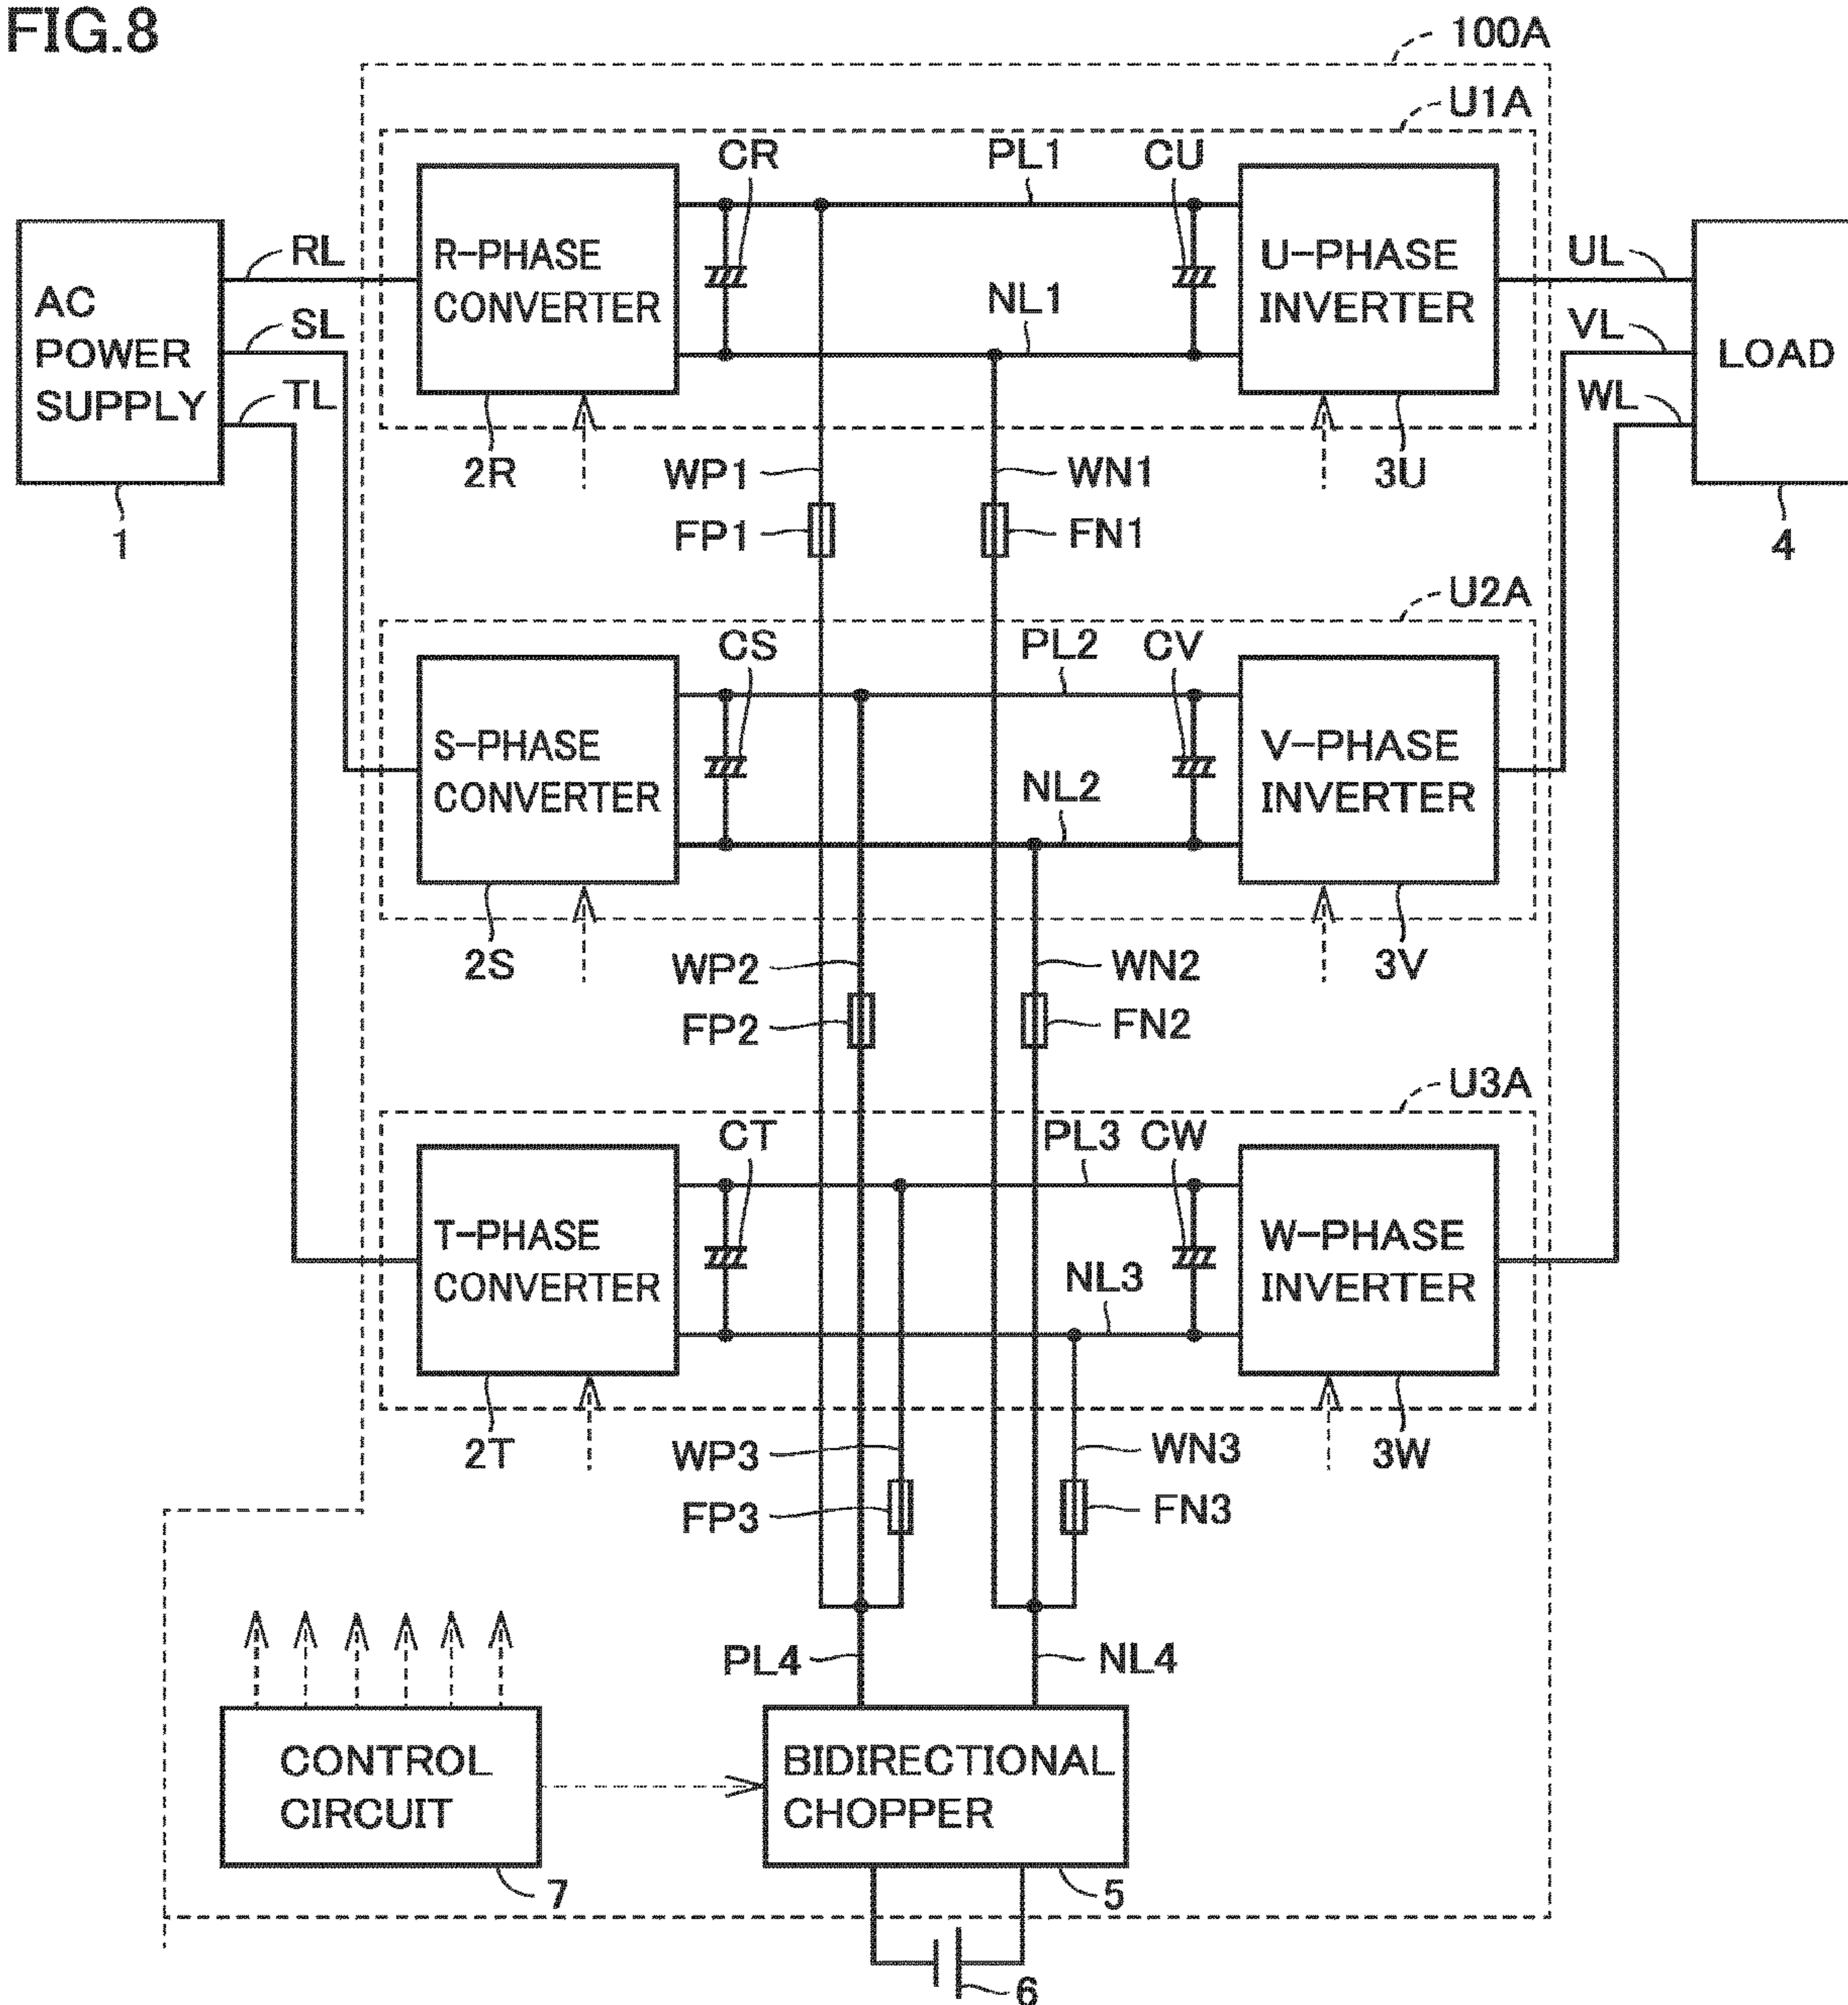 FIG.8
100A
U1A
CR
PL1
CU
R-PHASE
CONVERTER
U-PHASE
INVERTER
AC
POWER
SUPPLY
RL
SL
TL
NL1
UL
VL
WL
LOAD
1
2R
WP1
WN1
3U
FP1
FN1
4
U2A
CS
PL2
CV
S-PHASE
CONVERTER
V-PHASE
INVERTER
NL2
2S
WP2
WN2
3V
FP2
FN2
U3A
CT
PL3
CW
T-PHASE
CONVERTER
W-PHASE
INVERTER
NL3
2T
WP3
WN3
3W
FP3
FN3
PL4
NL4
CONTROL
CIRCUIT
BIDIRECTIONAL
CHOPPER
7
5
6